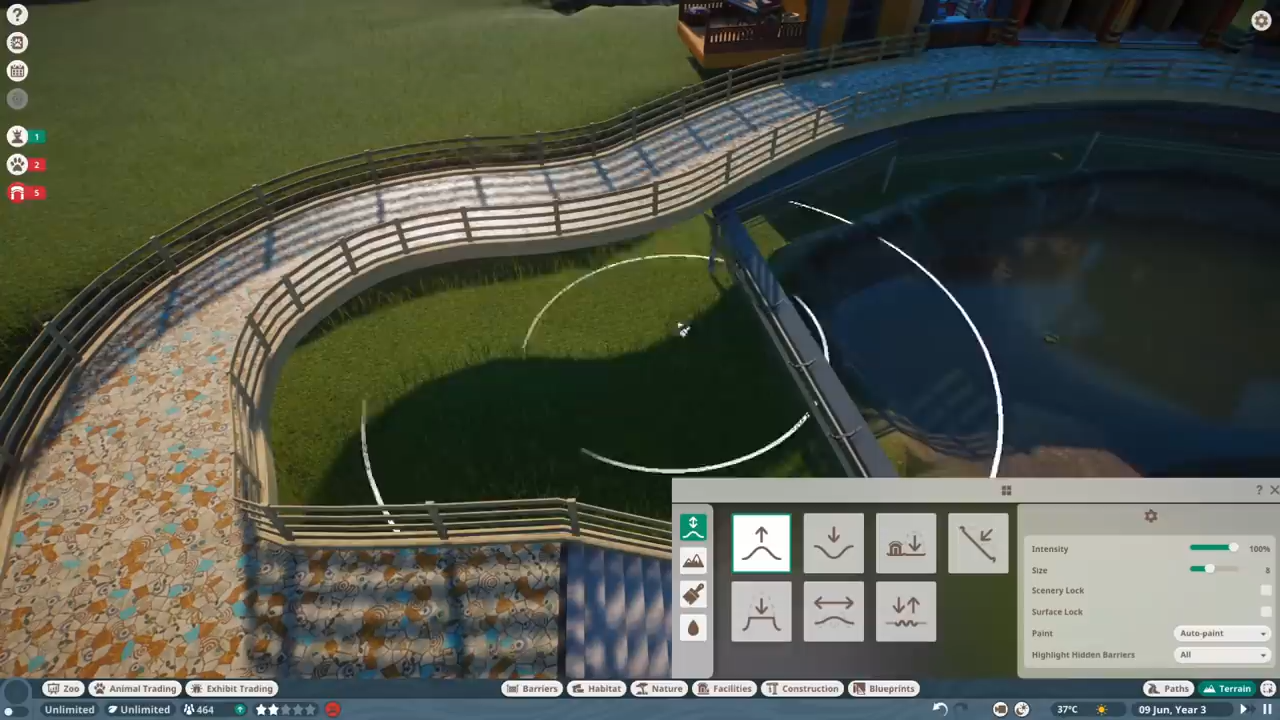 ?
1
2
5
? ×
Intensity 100%
Size 8
Scenery Lock
Surface Lock
Paint Auto-paint
Highlight Hidden Barriers All
Zoo Animal Trading Exhibit Trading Barriers Habitat Nature Facilities Construction Blueprints Paths Terrain
Unlimited Unlimited 464 37°C 09 Jun, Year 3